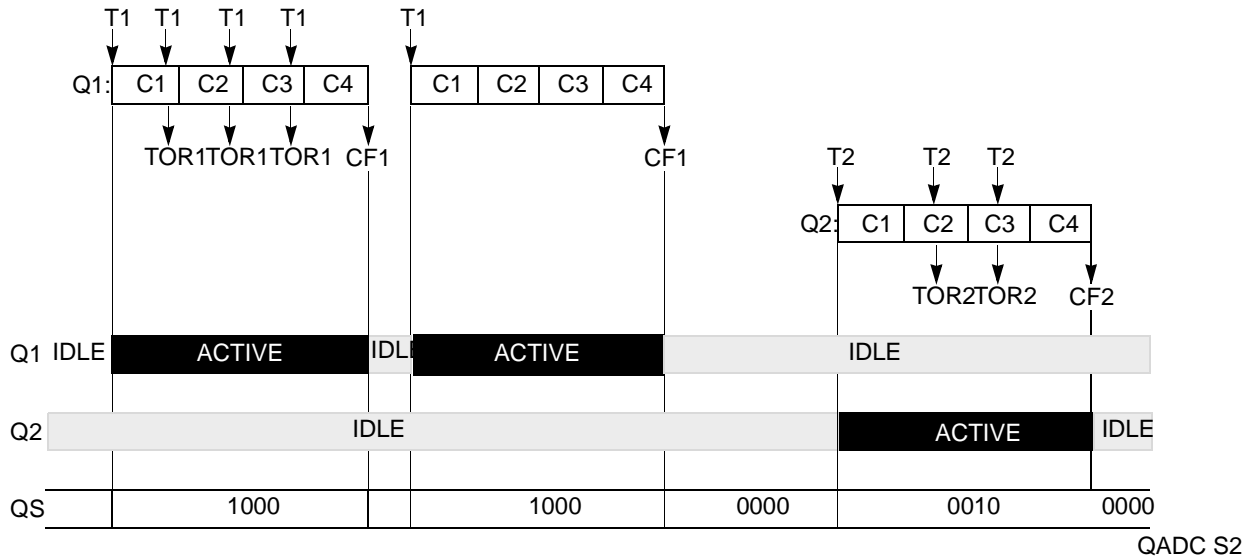 T1 T1 T1 T1 T1
Q1: C1 C2 C3 C4 C1 C2 C3 C4
TOR1TOR1TOR1 CF1 CF1
T2 T2 T2
Q2: C1 C2 C3 C4
TOR2TOR2 CF2
Q1 IDLE ACTIVE IDLE ACTIVE IDLE
Q2 IDLE ACTIVE IDLE
QS 1000 1000 0000 0010 0000
QADC S2